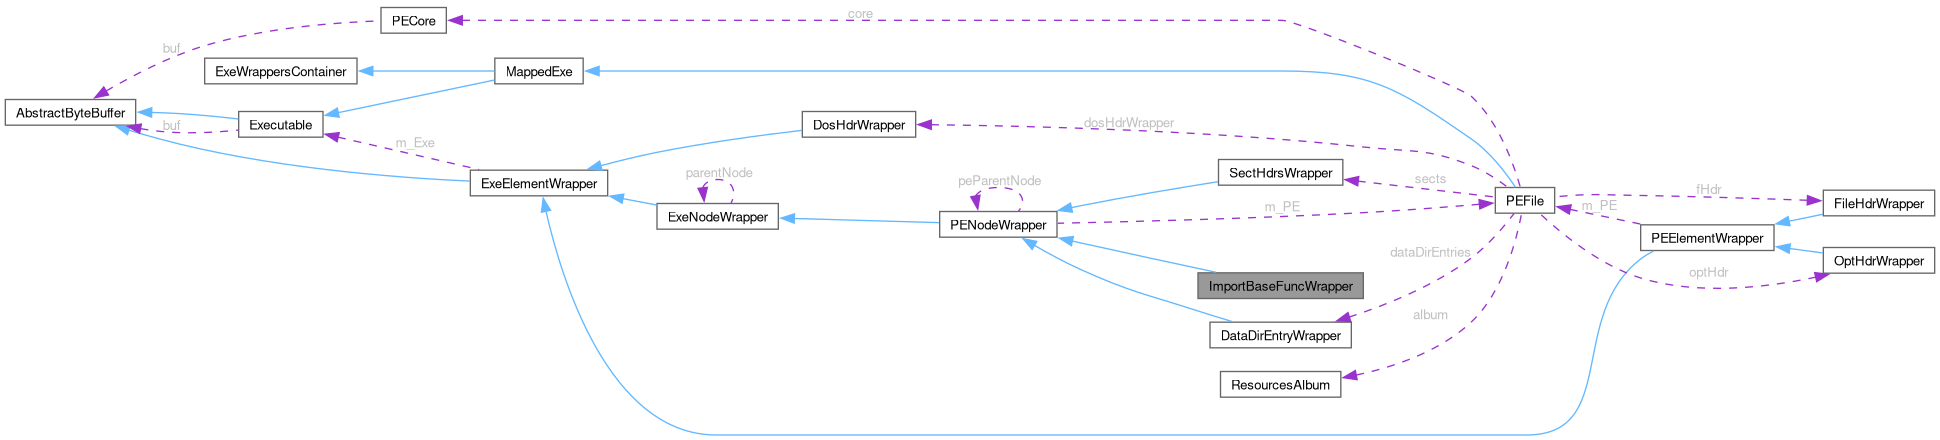 PECore
core
buf
ExeWrappersContainer
MappedExe
AbstractByteBuffer
Executable
buf
DosHdrWrapper
dosHdrWrapper
m_Exe
ExeElementWrapper
parentNode
ExeNodeWrapper
peParentNode
PENodeWrapper
SectHdrsWrapper
sects
m_PE
PEFile
fHdr
m_PE
FileHdrWrapper
PEElementWrapper
OptHdrWrapper
optHdr
dataDirEntries
ImportBaseFuncWrapper
album
DataDirEntryWrapper
ResourcesAlbum